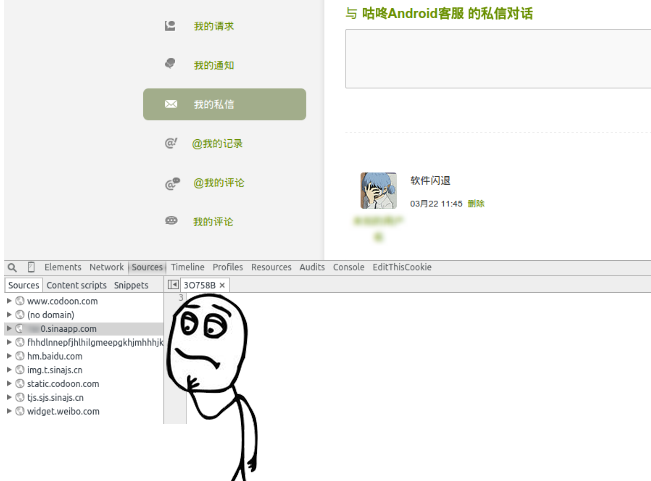 我的请求
我的通知
我的私信
@我的记录
@我的评论
我的评论
与 咕咚Android客服 的私信对话
软件闪退
03月22 11:45 删除
Elements Network Sources Timeline Profiles Resources Audits Console EditThisCookie
Sources Content scripts Snippets
3O758B ×
3
www.codoon.com
(no domain)
0.sinaapp.com
fhhdlnnepfjhlhilgmeepgkhjmhhhjk
hm.baidu.com
img.t.sinajs.cn
static.codoon.com
tjs.sjs.sinajs.cn
widget.weibo.com